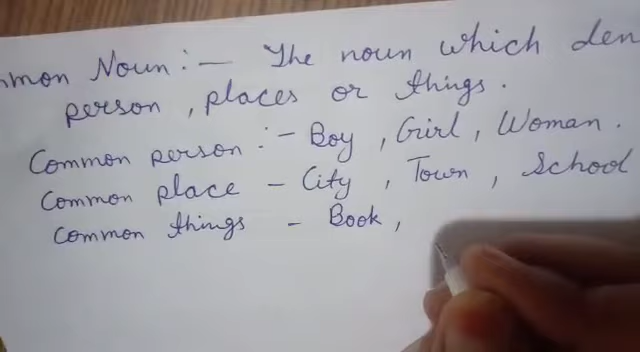 mmon Noun :- The noun which den
person, places or things.
Common person :- Boy, Girl, Woman.
Common place - City, Town, School
Common things - Book,